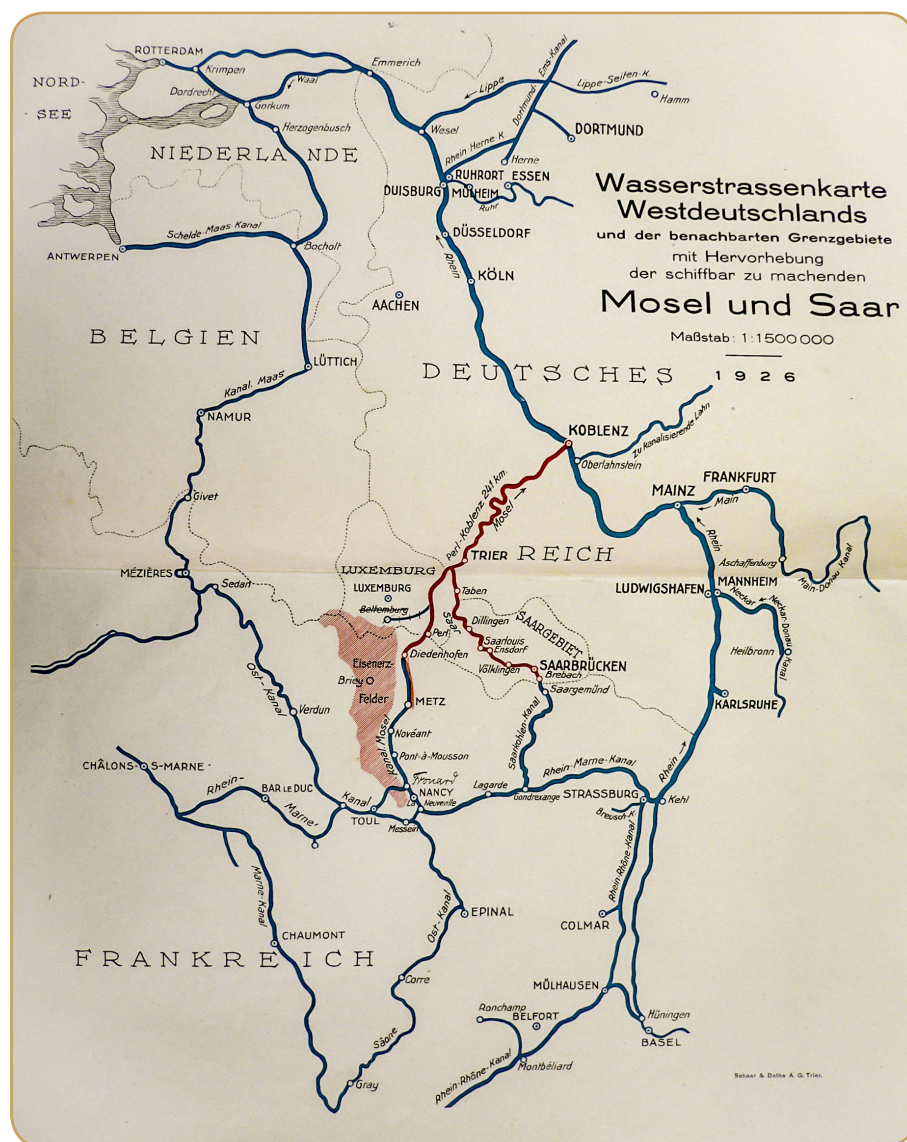 ROTTERDAM
Krimpen
Emmerich
Waal
Dordrecht
Gorkum
NORD-
SEE
Herzogenbusch
NIEDERLANDE
Lippe
Dortmund-Ems-Kanal
Lippe-Seiten-K.
Hamm
Wesel
DORTMUND
Rhein-Herne-K.
Herne
RUHRORT
ESSEN
DUISBURG
MÜLHEIM
Ruhr
Wasserstrassenkarte
Westdeutschlands
und der benachbarten Grenzgebiete
mit Hervorhebung
der schiffbar zu machenden
Mosel und Saar
Maßstab: 1:1500000
1926
Schelde-Maas-Kanal
ANTWERPEN
Bocholt
DÜSSELDORF
Rhein
KÖLN
AACHEN
BELGIEN
LÜTTICH
DEUTSCHES
Kanal. Maas
NAMUR
KOBLENZ
Zu kanalisierende Lahn
Oberlahnstein
Perl-Koblenz 241 km.
Mosel
FRANKFURT
MAINZ
Main
Givet
Rhein
TRIER
REICH
Aschaffenburg
Main-Donau Kanal
MÉZIÈRES
Sedan
LUXEMBURG
LUXEMBURG
Bettemburg
Taben
LUDWIGSHAFEN
MANNHEIM
Neckar
Neckar-Donau
Kanal
SAARGEBIET
Dillingen
Saar
Perl
Saarlouis
Ensdorf
Heilbronn
Eisenerz-
Felder
Briey
Diedenhofen
Völklingen
SAARBRÜCKEN
Brebach
Saargemünd
KARLSRUHE
Ost-Kanal
Verdun
METZ
Novéant
Kanal. Mosel
Pont-à-Mousson
Saarkohlen-Kanal
Rhein
CHÂLONS-S-MARNE-
Rhein-
BAR LE DUC
Marne-
Kanal
TOUL
Frouard
NANCY
La Neuveville
Messein
Lagarde
Gondrexange
Rhein-Marne-Kanal
STRASSBURG
Kehl
Breusch-K.
Rhein-Rhône-Kanal
Marne-Kanal
EPINAL
Ost-Kanal
COLMAR
CHAUMONT
FRANKREICH
Corré
MÜLHAUSEN
Ronchamp
BELFORT
Hüningen
BASEL
Sâone
Montbéliard
Gray
Rhein-Rhône-Kanal
Schaar & Dathe A. G. Trier.